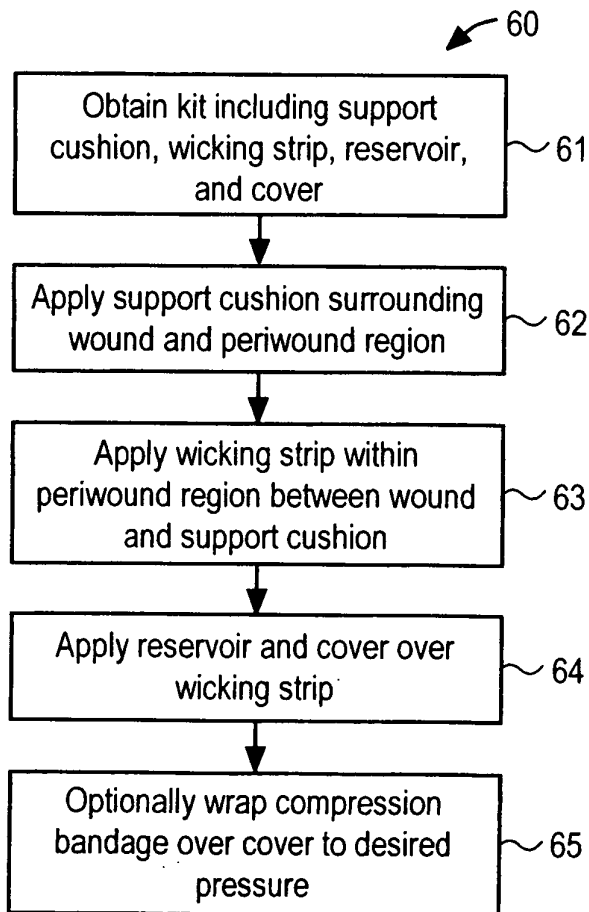 60
Obtain kit including support
cushion, wicking strip, reservoir,
and cover
61
Apply support cushion surrounding
wound and periwound region
62
Apply wicking strip within
periwound region between wound
and support cushion
63
Apply reservoir and cover over
wicking strip
64
Optionally wrap compression
bandage over cover to desired
pressure
65